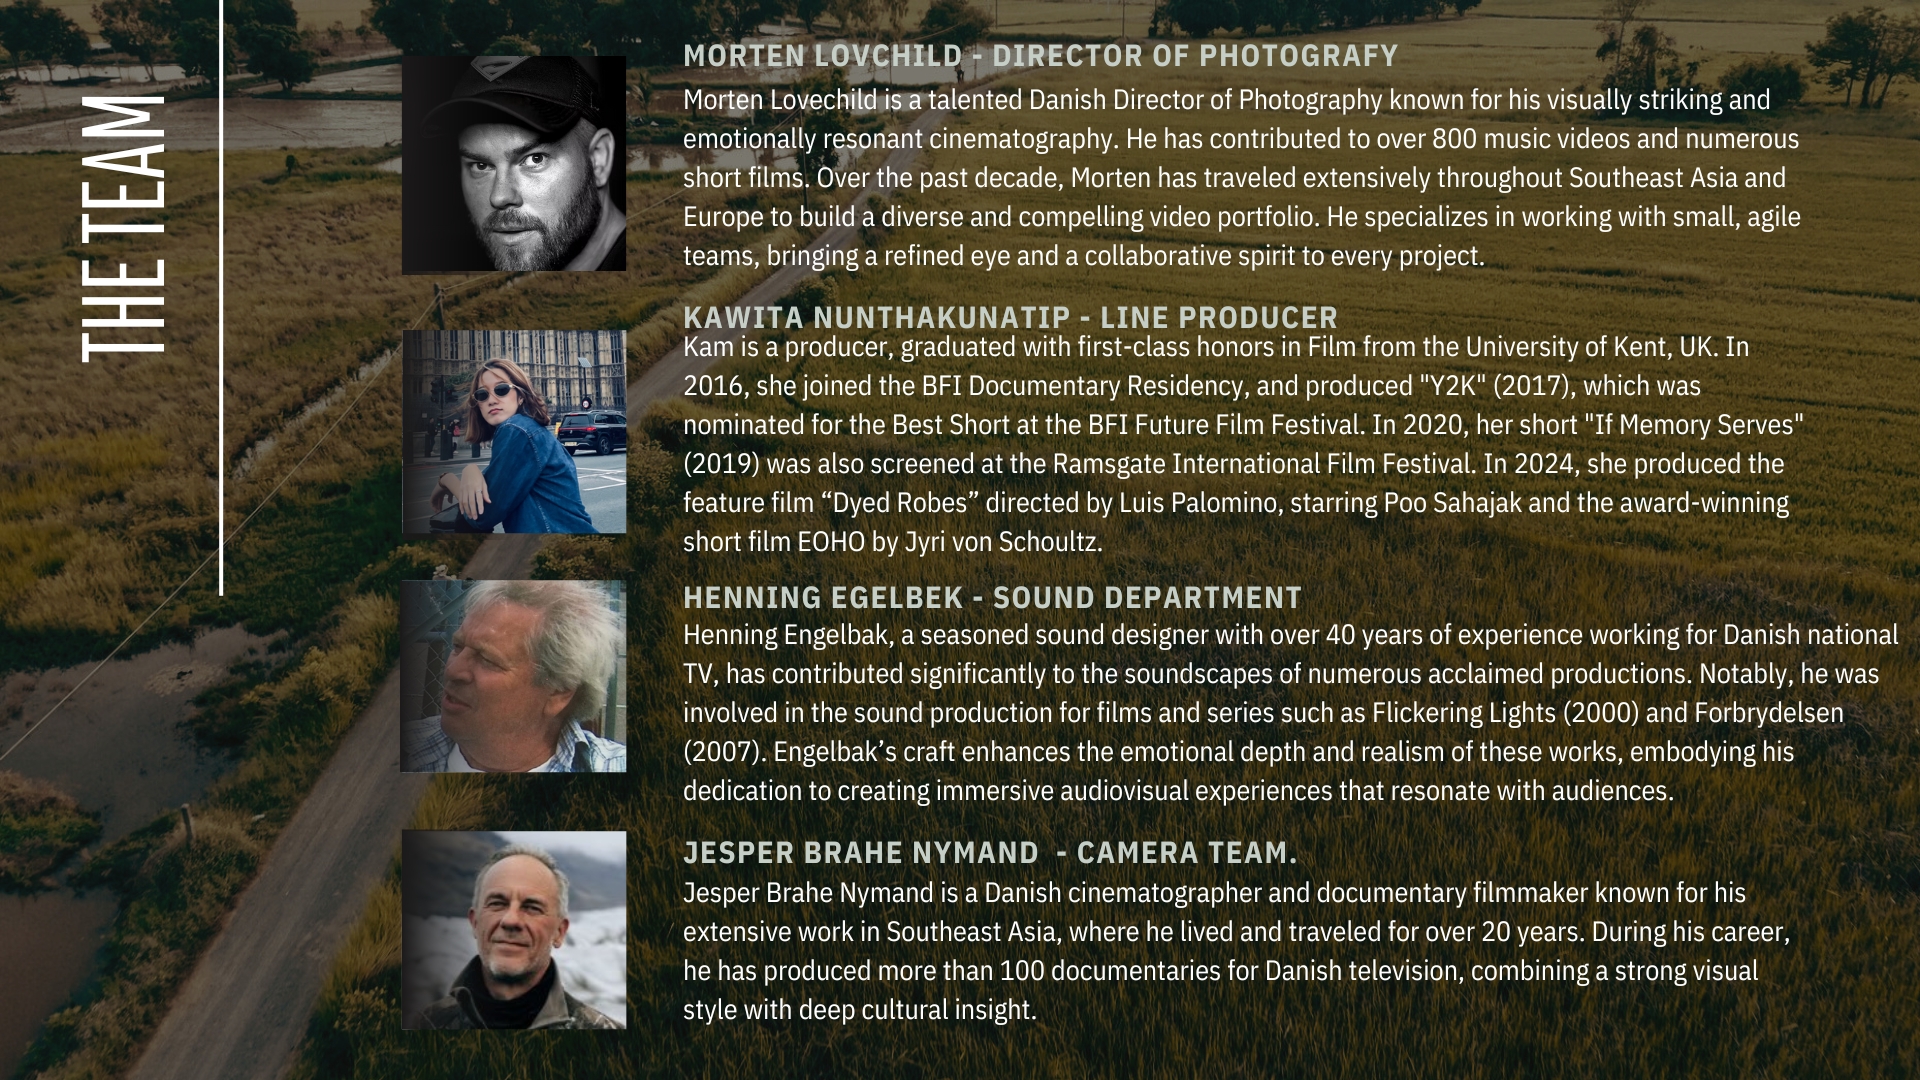 THE TEAM
MORTEN LOVCHILD - DIRECTOR OF PHOTOGRAFY
Morten Lovechild is a talented Danish Director of Photography known for his visually striking and
emotionally resonant cinematography. He has contributed to over 800 music videos and numerous
short films. Over the past decade, Morten has traveled extensively throughout Southeast Asia and
Europe to build a diverse and compelling video portfolio. He specializes in working with small, agile
teams, bringing a refined eye and a collaborative spirit to every project.
KAWITA NUNTHAKUNATIP - LINE PRODUCER
Kam is a producer, graduated with first-class honors in Film from the University of Kent, UK. In
2016, she joined the BFI Documentary Residency, and produced "Y2K" (2017), which was
nominated for the Best Short at the BFI Future Film Festival. In 2020, her short "If Memory Serves"
(2019) was also screened at the Ramsgate International Film Festival. In 2024, she produced the
feature film “Dyed Robes” directed by Luis Palomino, starring Poo Sahajak and the award-winning
short film EOHO by Jyri von Schoultz.
HENNING EGELBEK - SOUND DEPARTMENT
Henning Engelbak, a seasoned sound designer with over 40 years of experience working for Danish national
TV, has contributed significantly to the soundscapes of numerous acclaimed productions. Notably, he was
involved in the sound production for films and series such as Flickering Lights (2000) and Forbrydelsen
(2007). Engelbak’s craft enhances the emotional depth and realism of these works, embodying his
dedication to creating immersive audiovisual experiences that resonate with audiences.
JESPER BRAHE NYMAND - CAMERA TEAM.
Jesper Brahe Nymand is a Danish cinematographer and documentary filmmaker known for his
extensive work in Southeast Asia, where he lived and traveled for over 20 years. During his career,
he has produced more than 100 documentaries for Danish television, combining a strong visual
style with deep cultural insight.